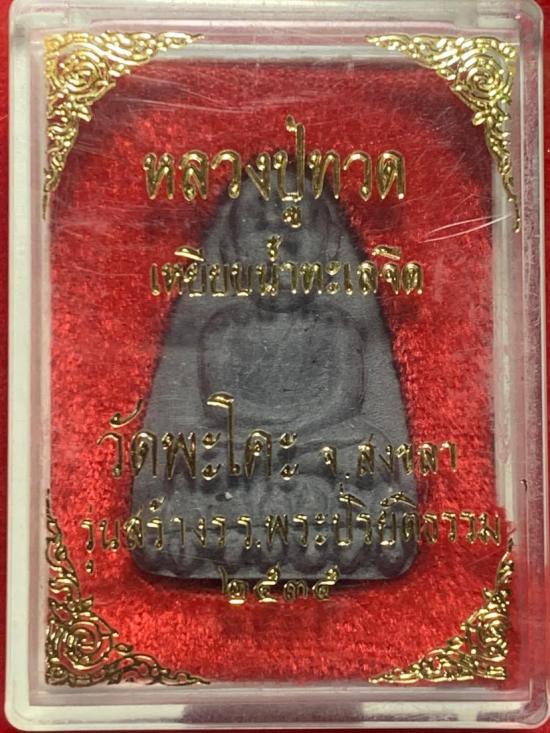 หลวงปู่ทวด
เหยียบน้ำทะเลจืด
วัดพะโคะ จ.สงขลา
รุ่นสร้างรร.พระปริยัติธรรม
๒๕๓๕